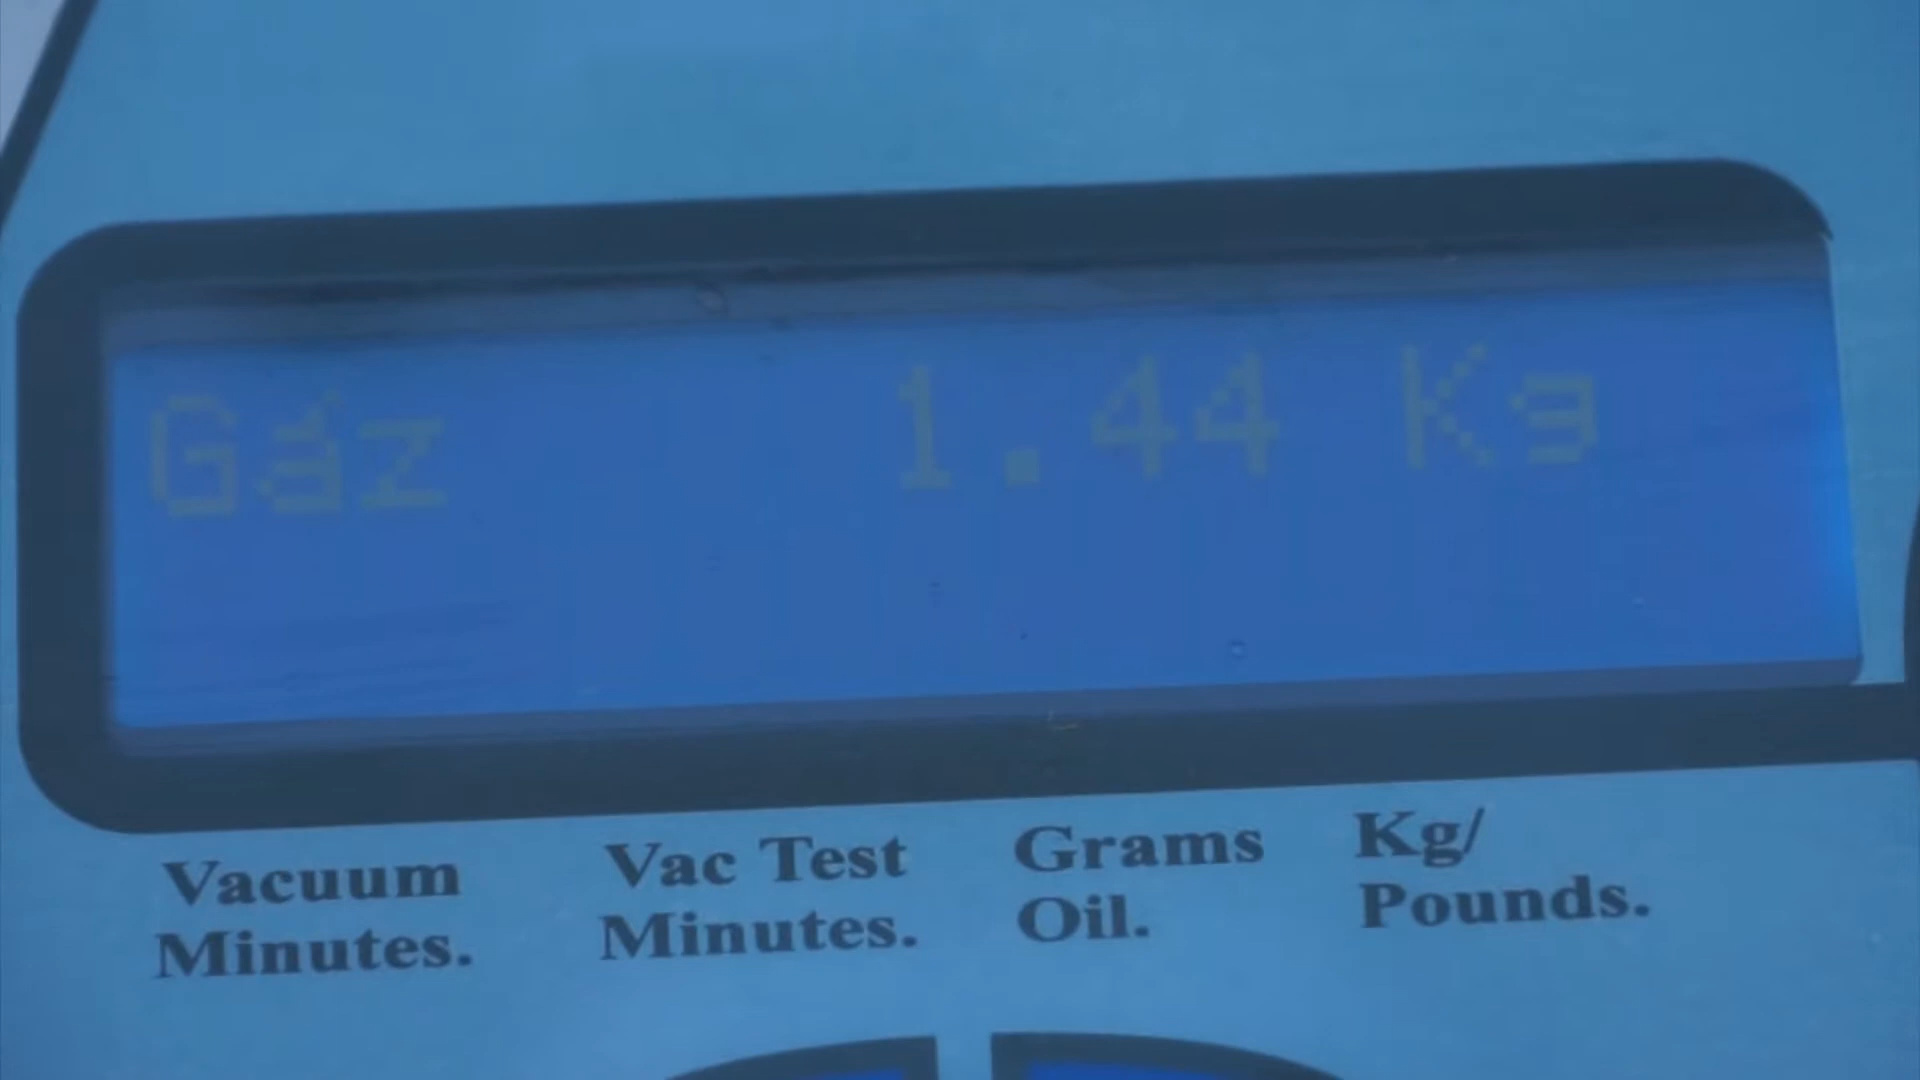 Gáz 1.44 Kg
Vacuum Minutes.
Vac Test Minutes.
Grams Oil.
Kg/ Pounds.